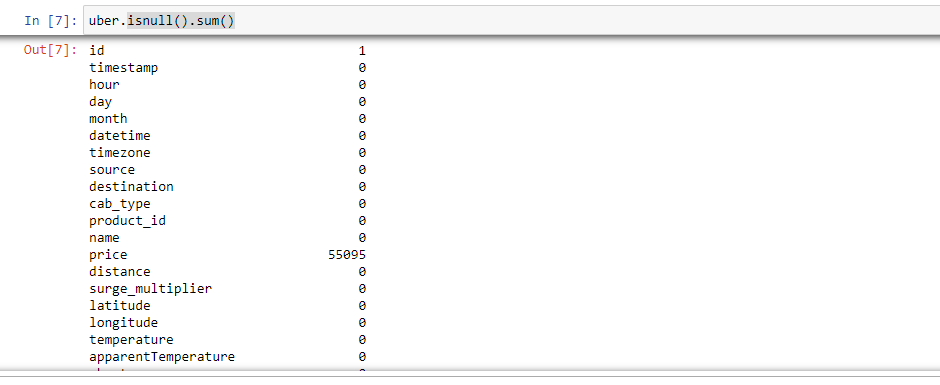 In [7]: uber.isnull().sum()
Out[7]: id 1
timestamp 0
hour 0
day 0
month 0
datetime 0
timezone 0
source 0
destination 0
cab_type 0
product_id 0
name 0
price 55095
distance 0
surge_multiplier 0
latitude 0
longitude 0
temperature 0
apparentTemperature 0